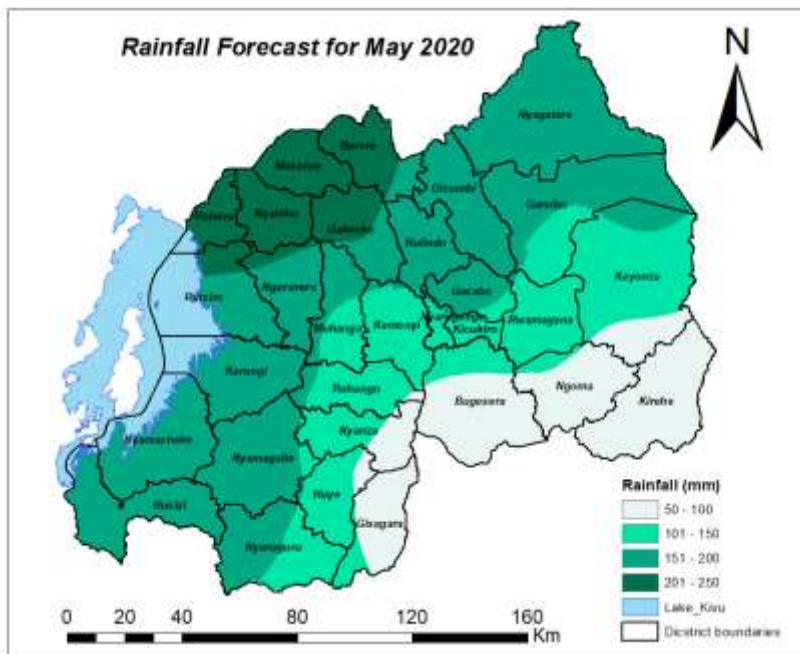 Rainfall Forecast for May 2020
N
Nyagatare
Burera
Musanze
Gicumbi
Gatsibo
Rubavu
Nyabihu
Gakenke
Rulindo
Kayonza
Rutsiro
Ngororero
Gasabo
Muhanga
Kamonyi
Kicukiro
Rwamagana
Karongi
Ruhango
Bugesera
Ngoma
Kirehe
Nyanza
Nyamasheke
Nyamagabe
Huye
Gisagara
Rusizi
Nyaruguru
Rainfall (mm)
50 - 100
101 - 150
151 - 200
201 - 250
Lake_Kivu
Dicstrict boundaries
0 20 40 80 120 160
Km